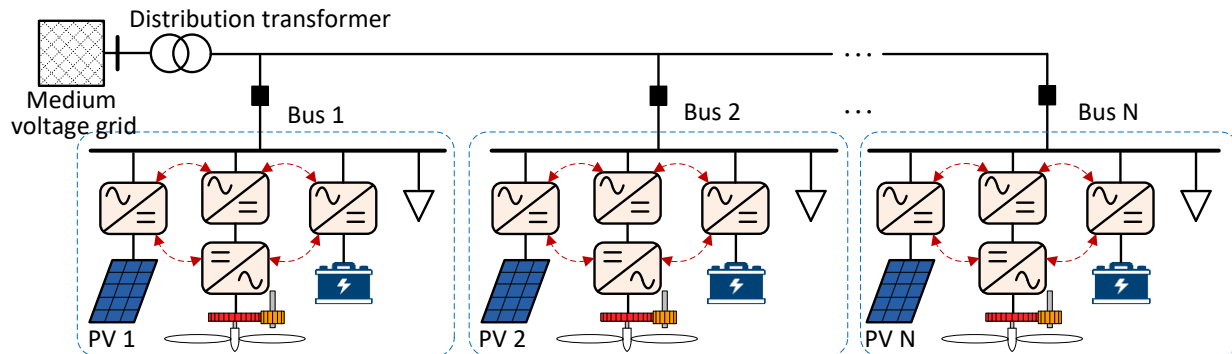 Distribution transformer
Medium
voltage grid
Bus 1
Bus 2
Bus N
...
...
PV 1
PV 2
PV N